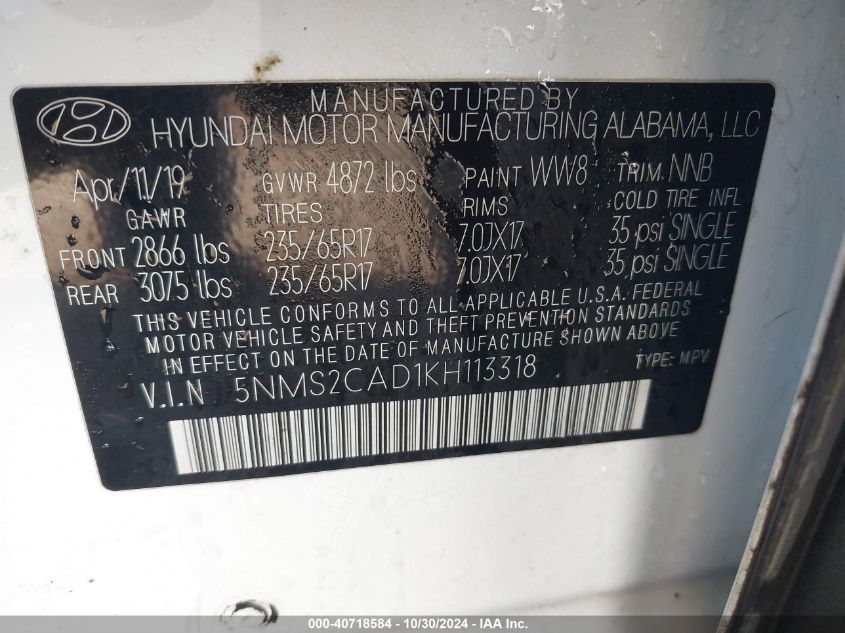 MANUFACTURED BY
HYUNDAI MOTOR MANUFACTURING ALABAMA, LLC
Apr/11/19 GVWR 4872 lbs PAINT WW8 TRIM NNB
GAWR TIRES RIMS COLD TIRE INFL
FRONT 2866 lbs 235/65R17 7.0JX17 35 psi SINGLE
REAR 3075 lbs 235/65R17 7.0JX17 35 psi SINGLE
THIS VEHICLE CONFORMS TO ALL APPLICABLE U.S.A. FEDERAL
MOTOR VEHICLE SAFETY AND THEFT PREVENTION STANDARDS
IN EFFECT ON THE DATE OF MANUFACTURE SHOWN ABOVE
V.I.N 5NMS2CAD1KH113318 TYPE: MPV
000-40718584 - 10/30/2024 - IAA Inc.